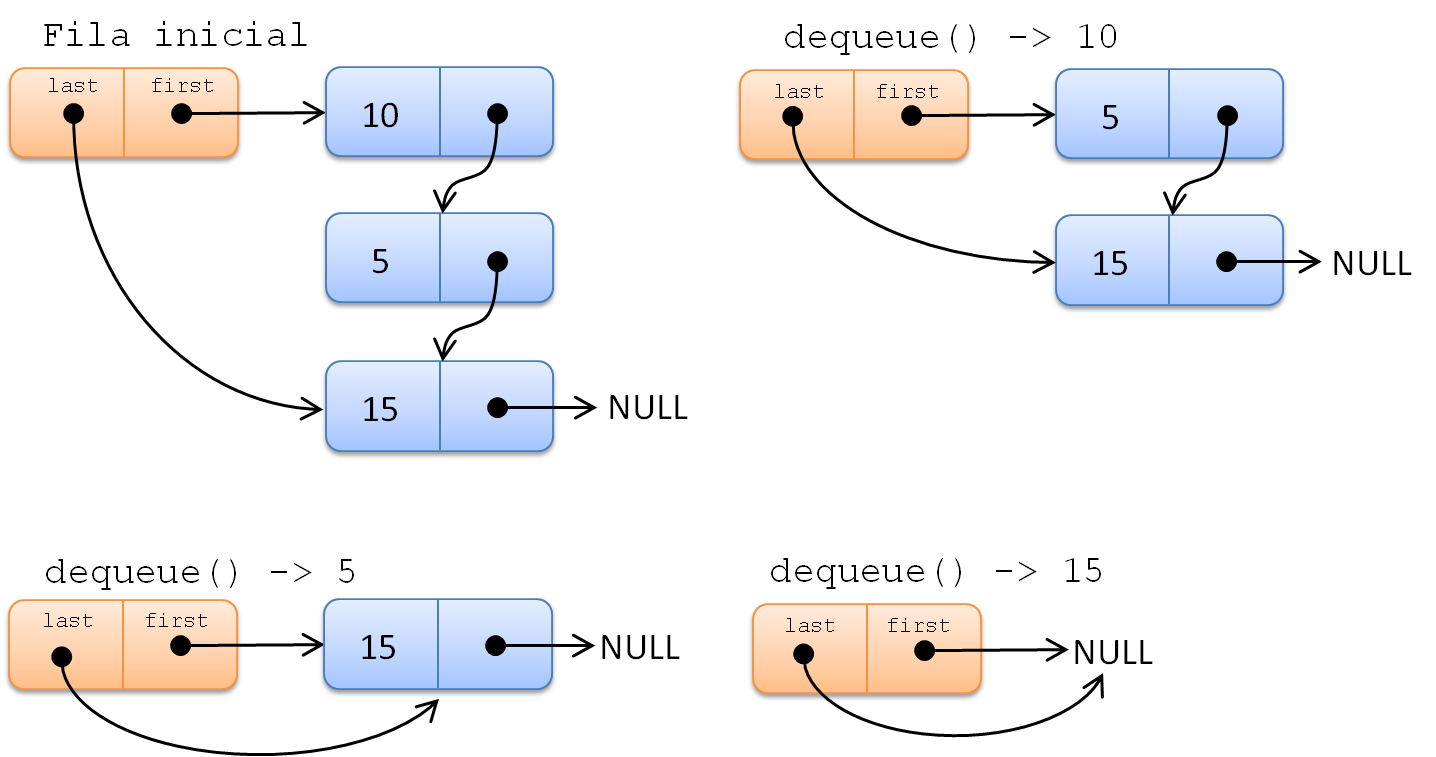 Fila inicial
last first
10
5
15 NULL
dequeue() -> 10
last first
5
15 NULL
dequeue() -> 5
last first
15 NULL
dequeue() -> 15
last first
NULL